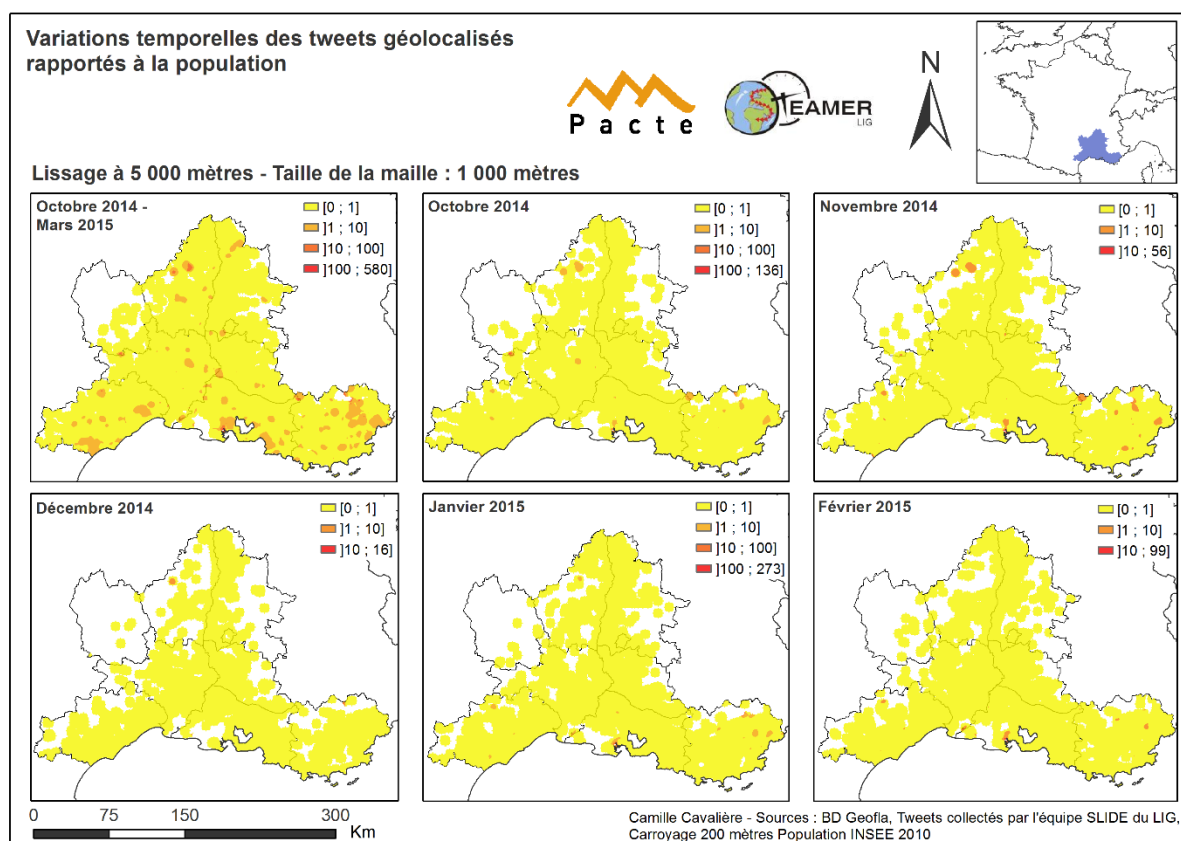 Variations temporelles des tweets géolocalisés
rapportés à la population
Pacte
STEAMER
LIG
N
Lissage à 5 000 mètres - Taille de la maille : 1 000 mètres
Octobre 2014 -
Mars 2015
[0 ; 1]
]1 ; 10]
]10 ; 100]
]100 ; 580]
Octobre 2014
[0 ; 1]
]1 ; 10]
]10 ; 100]
]100 ; 136]
Novembre 2014
[0 ; 1]
]1 ; 10]
]10 ; 56]
Décembre 2014
[0 ; 1]
]1 ; 10]
]10 ; 16]
Janvier 2015
[0 ; 1]
]1 ; 10]
]10 ; 100]
]100 ; 273]
Février 2015
[0 ; 1]
]1 ; 10]
]10 ; 99]
0 75 150 300
Km
Camille Cavalière - Sources : BD Geofla, Tweets collectés par l'équipe SLIDE du LIG,
Carroyage 200 mètres Population INSEE 2010